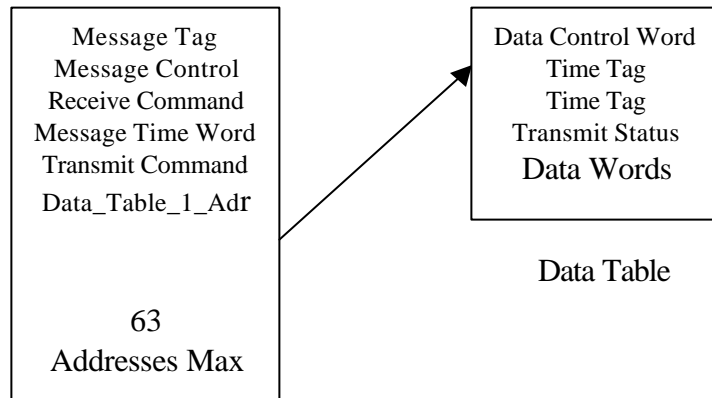 Message Tag
Message Control
Receive Command
Message Time Word
Transmit Command
Data_Table_1_Adr
63
Addresses Max
Data Control Word
Time Tag
Time Tag
Transmit Status
Data Words
Data Table